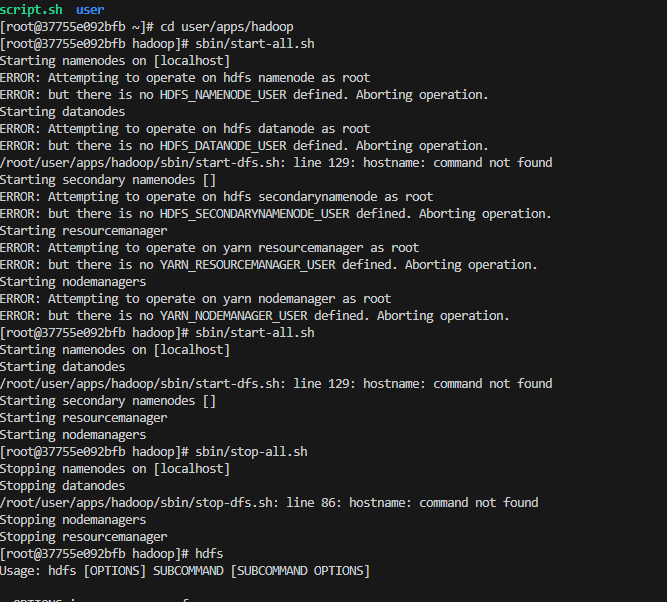 script.sh user
[root@37755e092bfb ~]# cd user/apps/hadoop
[root@37755e092bfb hadoop]# sbin/start-all.sh
Starting namenodes on [localhost]
ERROR: Attempting to operate on hdfs namenode as root
ERROR: but there is no HDFS_NAMENODE_USER defined. Aborting operation.
Starting datanodes
ERROR: Attempting to operate on hdfs datanode as root
ERROR: but there is no HDFS_DATANODE_USER defined. Aborting operation.
/root/user/apps/hadoop/sbin/start-dfs.sh: line 129: hostname: command not found
Starting secondary namenodes []
ERROR: Attempting to operate on hdfs secondarynamenode as root
ERROR: but there is no HDFS_SECONDARYNAMENODE_USER defined. Aborting operation.
Starting resourcemanager
ERROR: Attempting to operate on yarn resourcemanager as root
ERROR: but there is no YARN_RESOURCEMANAGER_USER defined. Aborting operation.
Starting nodemanagers
ERROR: Attempting to operate on yarn nodemanager as root
ERROR: but there is no YARN_NODEMANAGER_USER defined. Aborting operation.
[root@37755e092bfb hadoop]# sbin/start-all.sh
Starting namenodes on [localhost]
Starting datanodes
/root/user/apps/hadoop/sbin/start-dfs.sh: line 129: hostname: command not found
Starting secondary namenodes []
Starting resourcemanager
Starting nodemanagers
[root@37755e092bfb hadoop]# sbin/stop-all.sh
Stopping namenodes on [localhost]
Stopping datanodes
/root/user/apps/hadoop/sbin/stop-dfs.sh: line 86: hostname: command not found
Stopping nodemanagers
Stopping resourcemanager
[root@37755e092bfb hadoop]# hdfs
Usage: hdfs [OPTIONS] SUBCOMMAND [SUBCOMMAND OPTIONS]